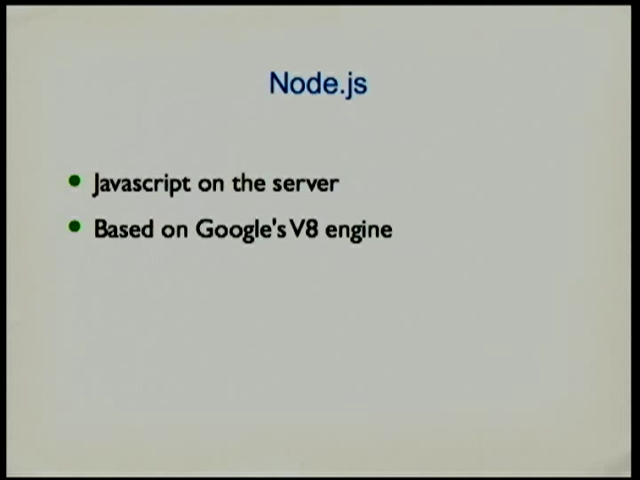 Node.js
Javascript on the server
Based on Google's V8 engine